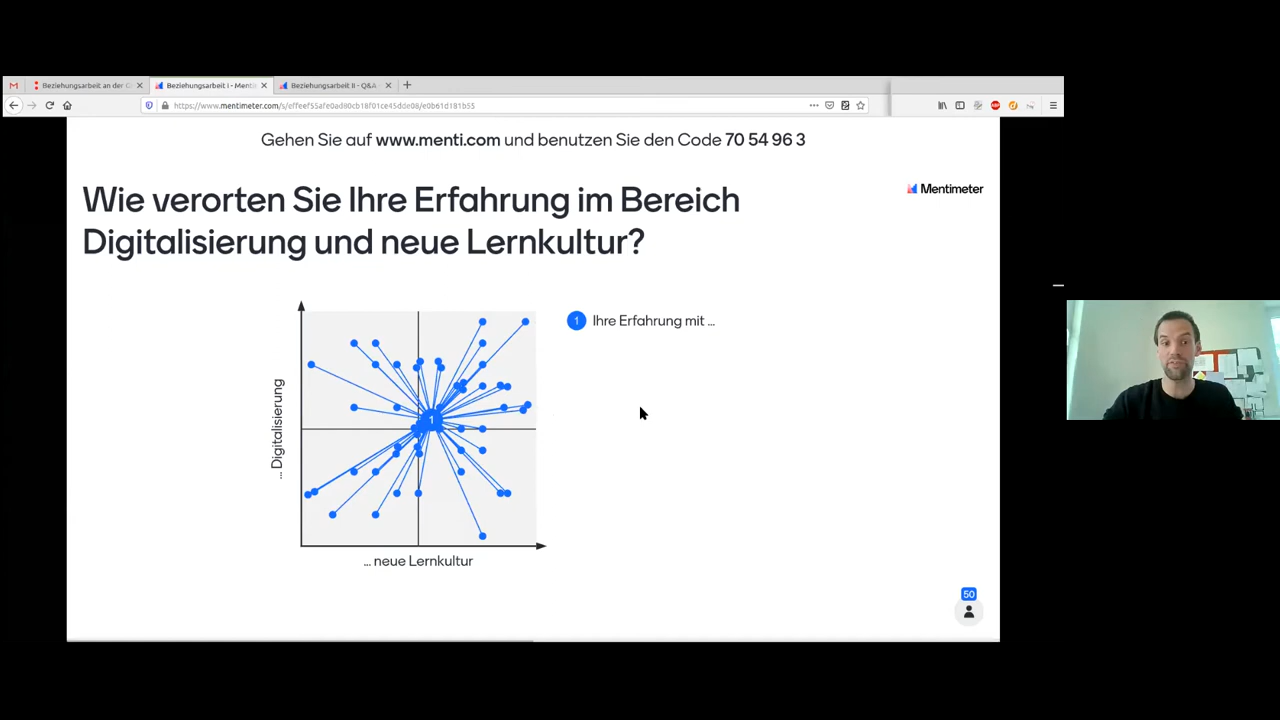 Beziehungsarbeit an der
Beziehungsarbeit I - Menti
Beziehungsarbeit II - Q&A
Gehen Sie auf www.menti.com und benutzen Sie den Code 70 54 96 3
Mentimeter
Wie verorten Sie Ihre Erfahrung im Bereich
Digitalisierung und neue Lernkultur?
1 Ihre Erfahrung mit ...
1
... Digitalisierung
... neue Lernkultur
50